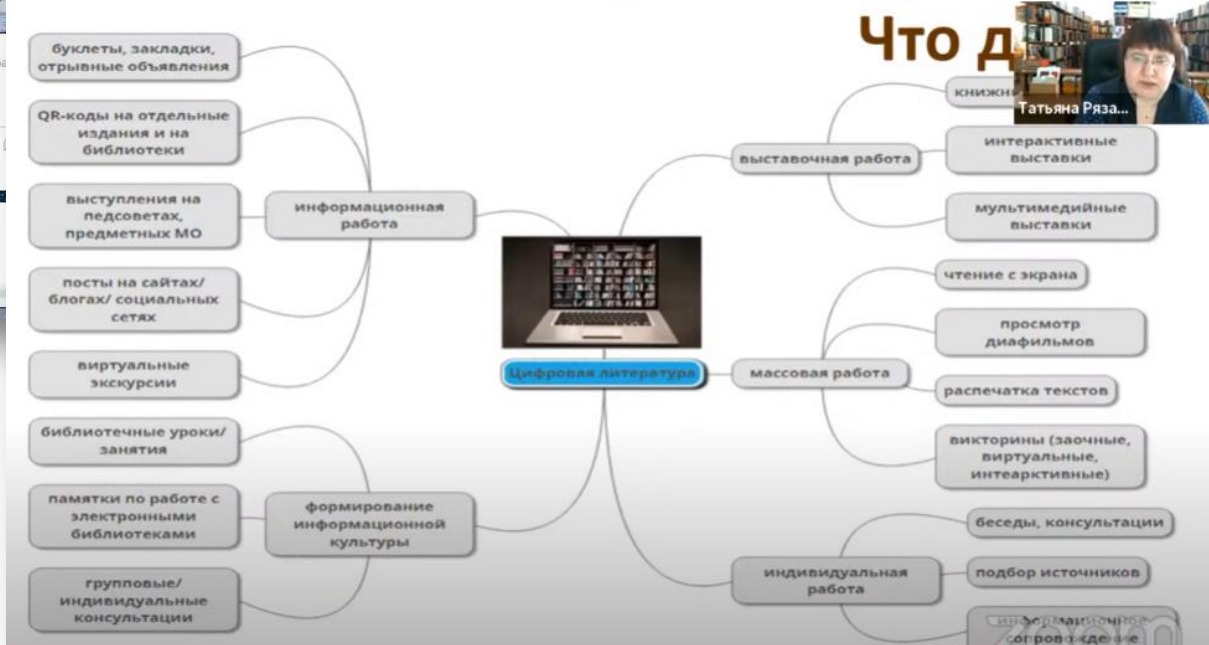 Что д
Татьяна Ряза...
буклеты, закладки,
отрывные объявления
QR-коды на отдельные
издания и на
библиотеки
выступления на
педсоветах,
предметных МО
посты на сайтах/
блогах/ социальных
сетях
виртуальные
экскурсии
информационная
работа
библиотечные уроки/
занятия
памятки по работе с
электронными
библиотеками
групповые/
индивидуальные
консультации
формирование
информационной
культуры
Цифровая литература
выставочная работа
интерактивные
выставки
мультимедийные
выставки
массовая работа
чтение с экрана
просмотр
диафильмов
распечатка текстов
викторины (заочные,
виртуальные,
интеарктивные)
индивидуальная
работа
беседы, консультации
подбор источников
информационное
сопровождение
zoom